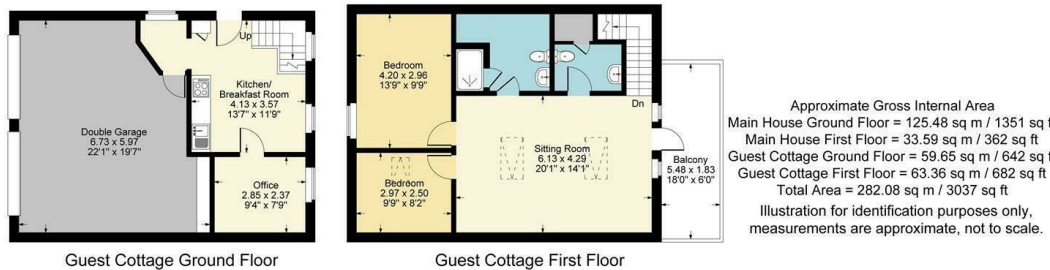 Up
Kitchen/
Breakfast Room
4.13 x 3.57
13'7" x 11'9"
Double Garage
6.73 x 5.97
22'1" x 19'7"
Office
2.85 x 2.37
9'4" x 7'9"
Guest Cottage Ground Floor
Bedroom
4.20 x 2.96
13'9" x 9'9"
Dn
Sitting Room
6.13 x 4.29
20'1" x 14'1"
Bedroom
2.97 x 2.50
9'9" x 8'2"
Balcony
5.48 x 1.83
18'0" x 6'0"
Guest Cottage First Floor
Approximate Gross Internal Area
Main House Ground Floor = 125.48 sq m / 1351 sq f
Main House First Floor = 33.59 sq m / 362 sq ft
Guest Cottage Ground Floor = 59.65 sq m / 642 sq f
Guest Cottage First Floor = 63.36 sq m / 682 sq ft
Total Area = 282.08 sq m / 3037 sq ft
Illustration for identification purposes only,
measurements are approximate, not to scale.